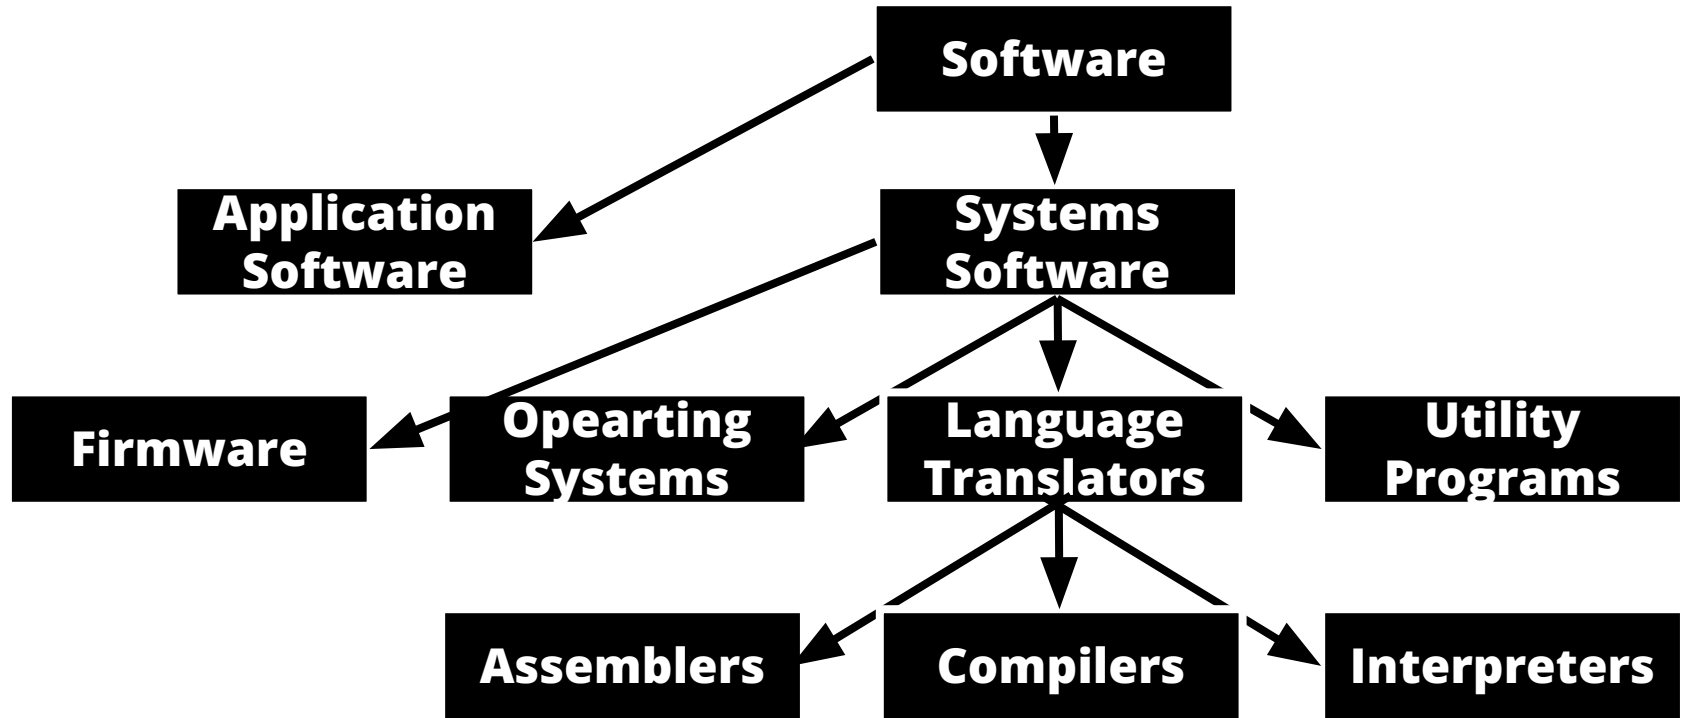 Software
Application
Software
Systems
Software
Firmware
Opearting
Systems
Language
Translators
Utility
Programs
Assemblers
Compilers
Interpreters